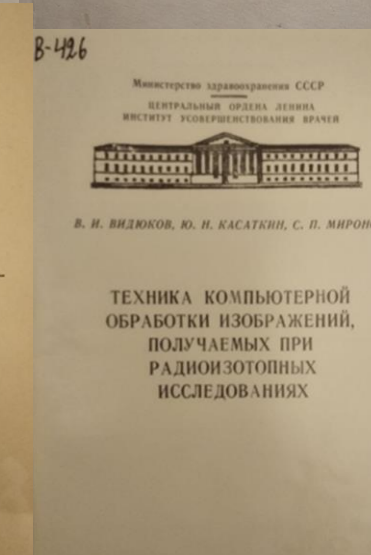 В-426
Министерство здравоохранения СССР
ЦЕНТРАЛЬНЫЙ ОРДЕНА ЛЕНИНА
ИНСТИТУТ УСОВЕРШЕНСТВОВАНИЯ ВРАЧЕЙ
В. И. ВИДЮКОВ, Ю. Н. КАСАТКИН, С. П. МИРОНО
ТЕХНИКА КОМПЬЮТЕРНОЙ
ОБРАБОТКИ ИЗОБРАЖЕНИЙ,
ПОЛУЧАЕМЫХ ПРИ
РАДИОИЗОТОПНЫХ
ИССЛЕДОВАНИЯХ